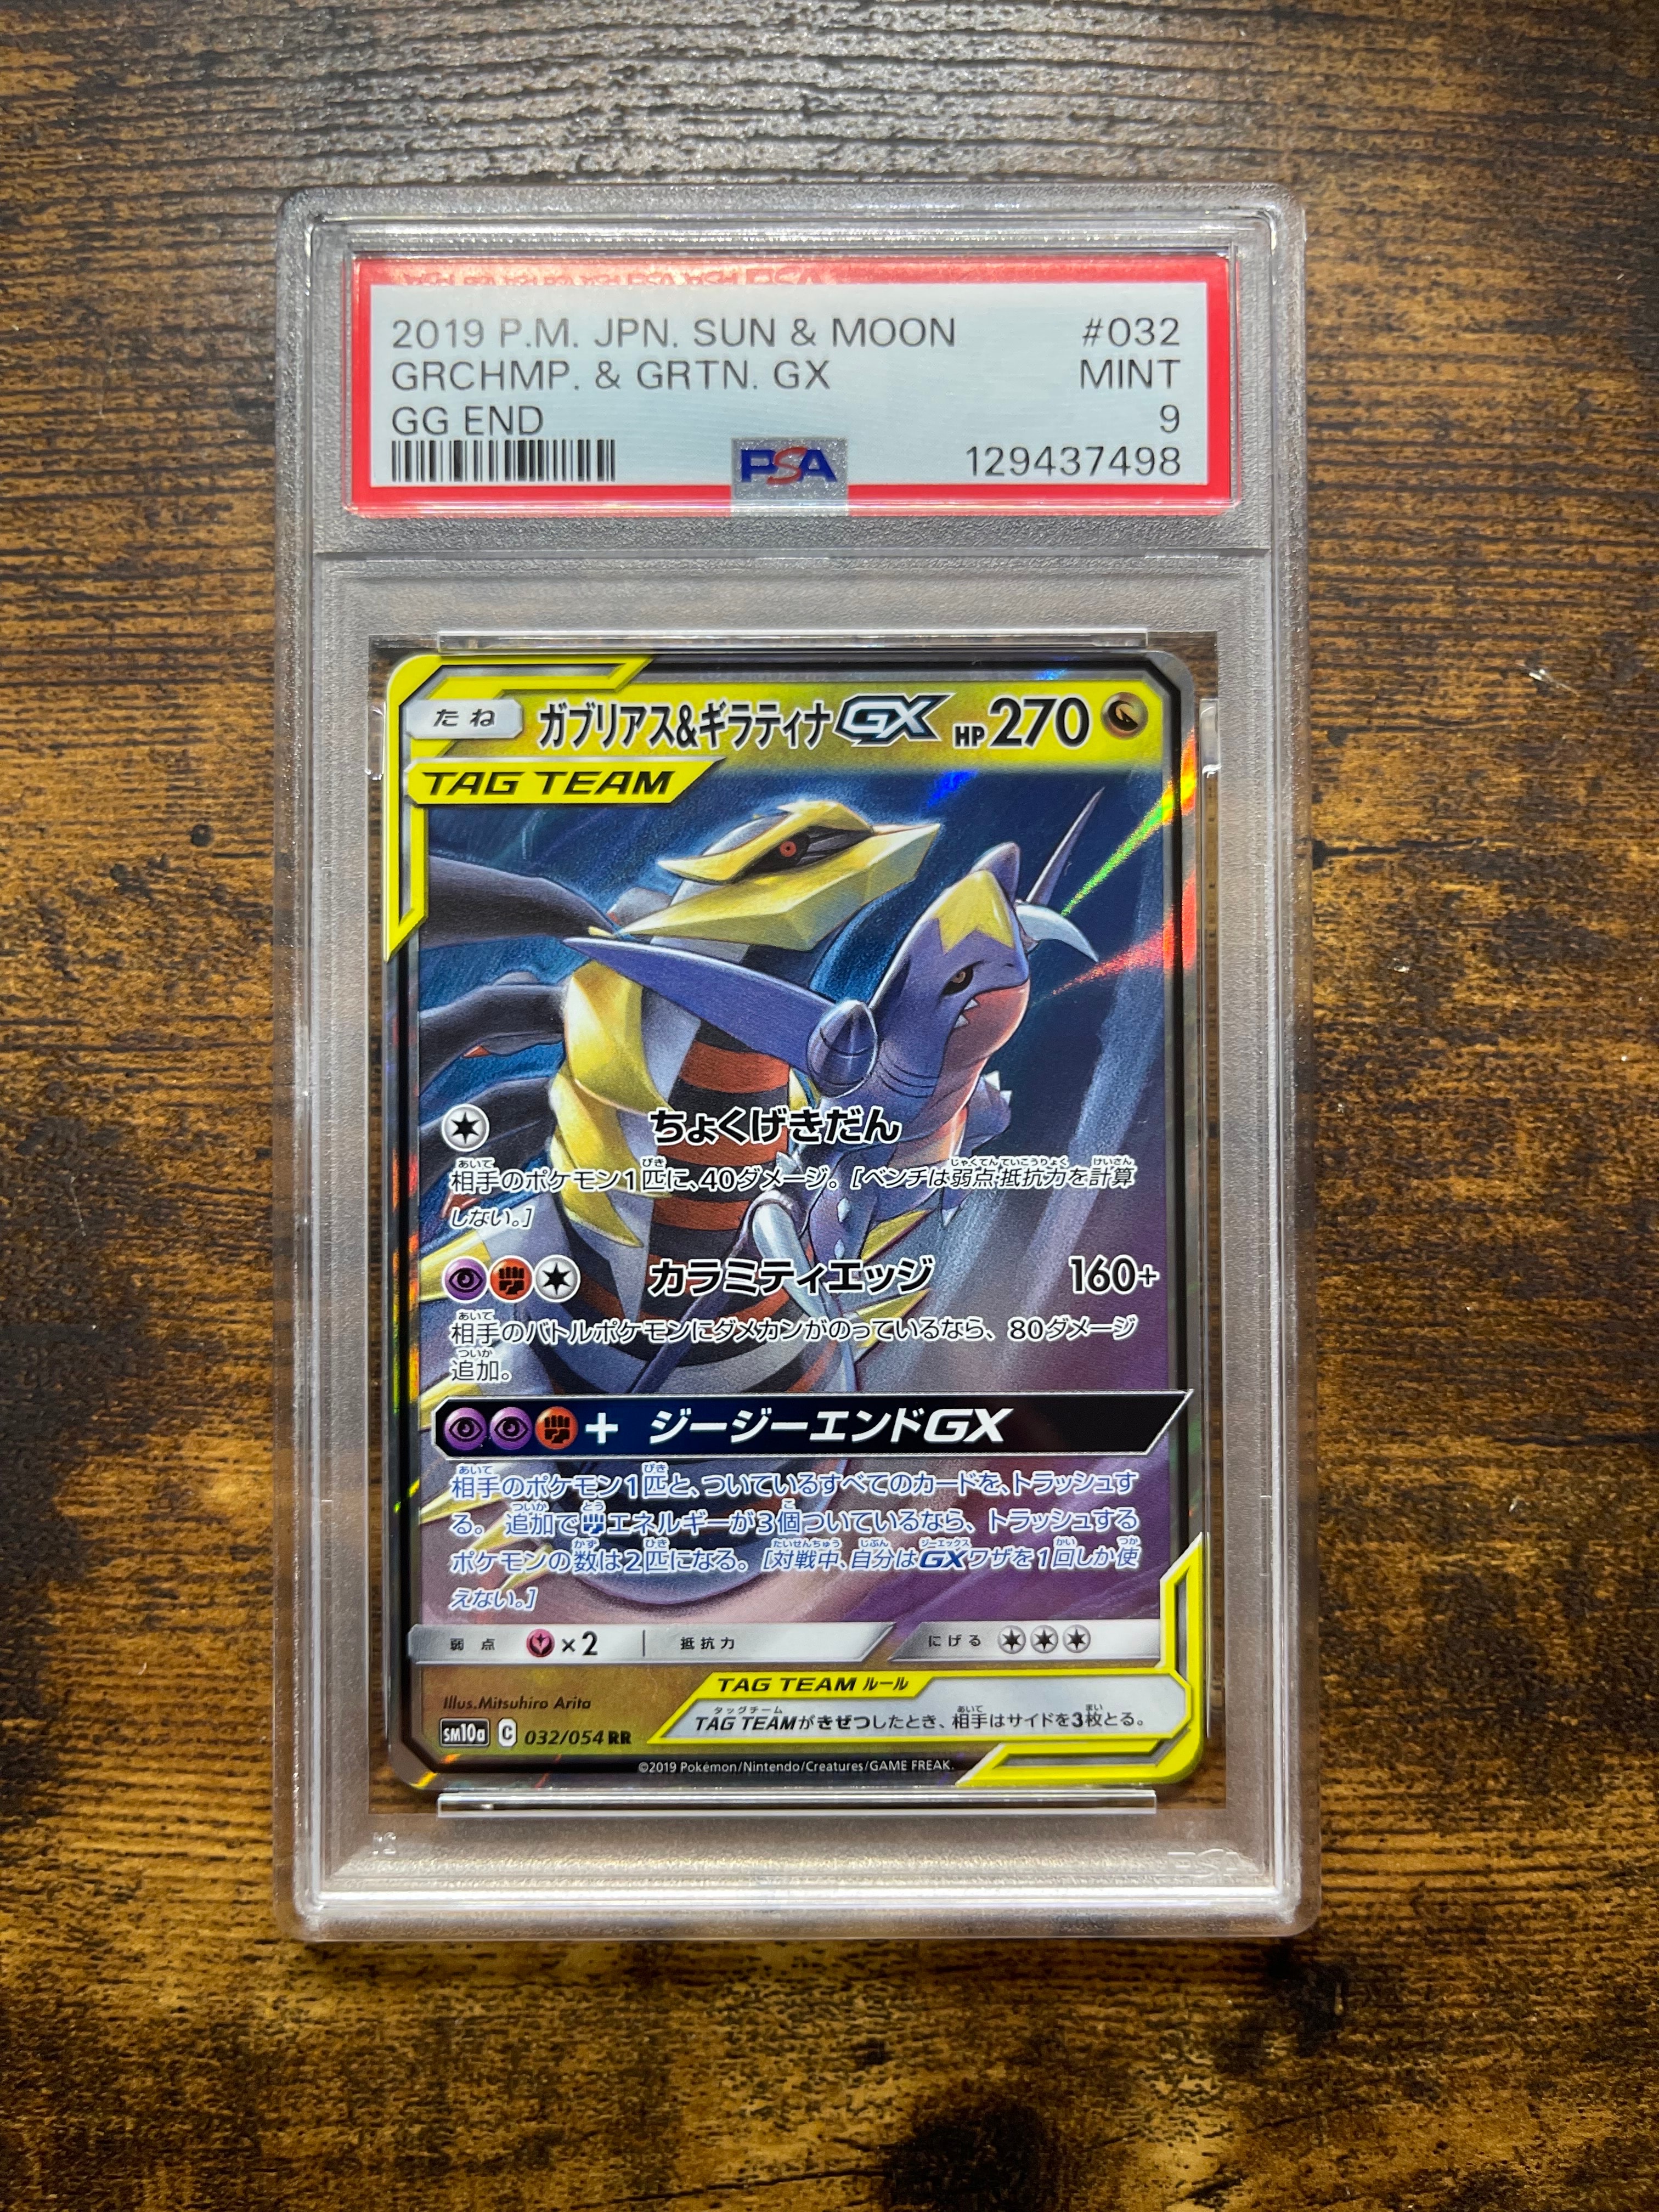 2019 P.M. JPN. SUN & MOON #032
GRCHMP. & GRTN. GX MINT
GG END 9
PSA 129437498
たね ガブリアス&ギラティナGX HP270
TAG TEAM
ちょくげきだん
相手のポケモン1匹に、40ダメージ。[ベンチは弱点・抵抗力を計算
しない。]
カラミティエッジ 160+
相手のバトルポケモンにダメカンがのっているなら、80ダメージ
追加。
+ ジージーエンドGX
相手のポケモン1匹と、ついているすべてのカードを、トラッシュす
る。追加でエネルギーが3個ついているなら、トラッシュする
ポケモンの数は2匹になる。[対戦中、自分はGXワザを1回しか使
えない。]
弱点 ×2 抵抗力 にげる
TAG TEAM ルール
TAG TEAMがきぜつしたとき、相手はサイドを3枚とる。
Illus.Mitsuhiro Arita
sm10a C 032/054 RR
©2019 Pokémon/Nintendo/Creatures/GAME FREAK.